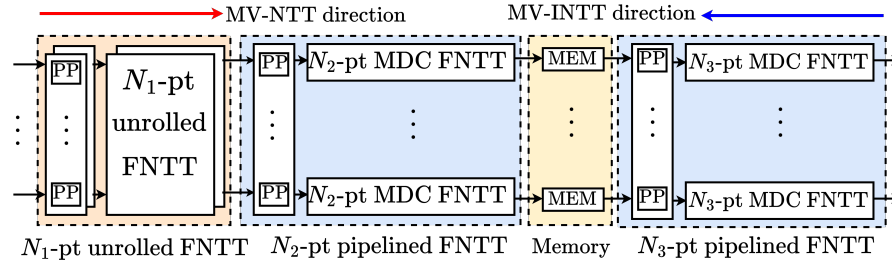 MV-NTT direction
MV-INTT direction
PP
N₁-pt
unrolled
FNTT
PP
PP
N₂-pt MDC FNTT
MEM
PP
N₃-pt MDC FNTT
⋮
⋮
⋮
⋮
⋮
⋮
⋮
PP
PP
N₂-pt MDC FNTT
MEM
PP
N₃-pt MDC FNTT
N₁-pt unrolled FNTT
N₂-pt pipelined FNTT
Memory
N₃-pt pipelined FNTT